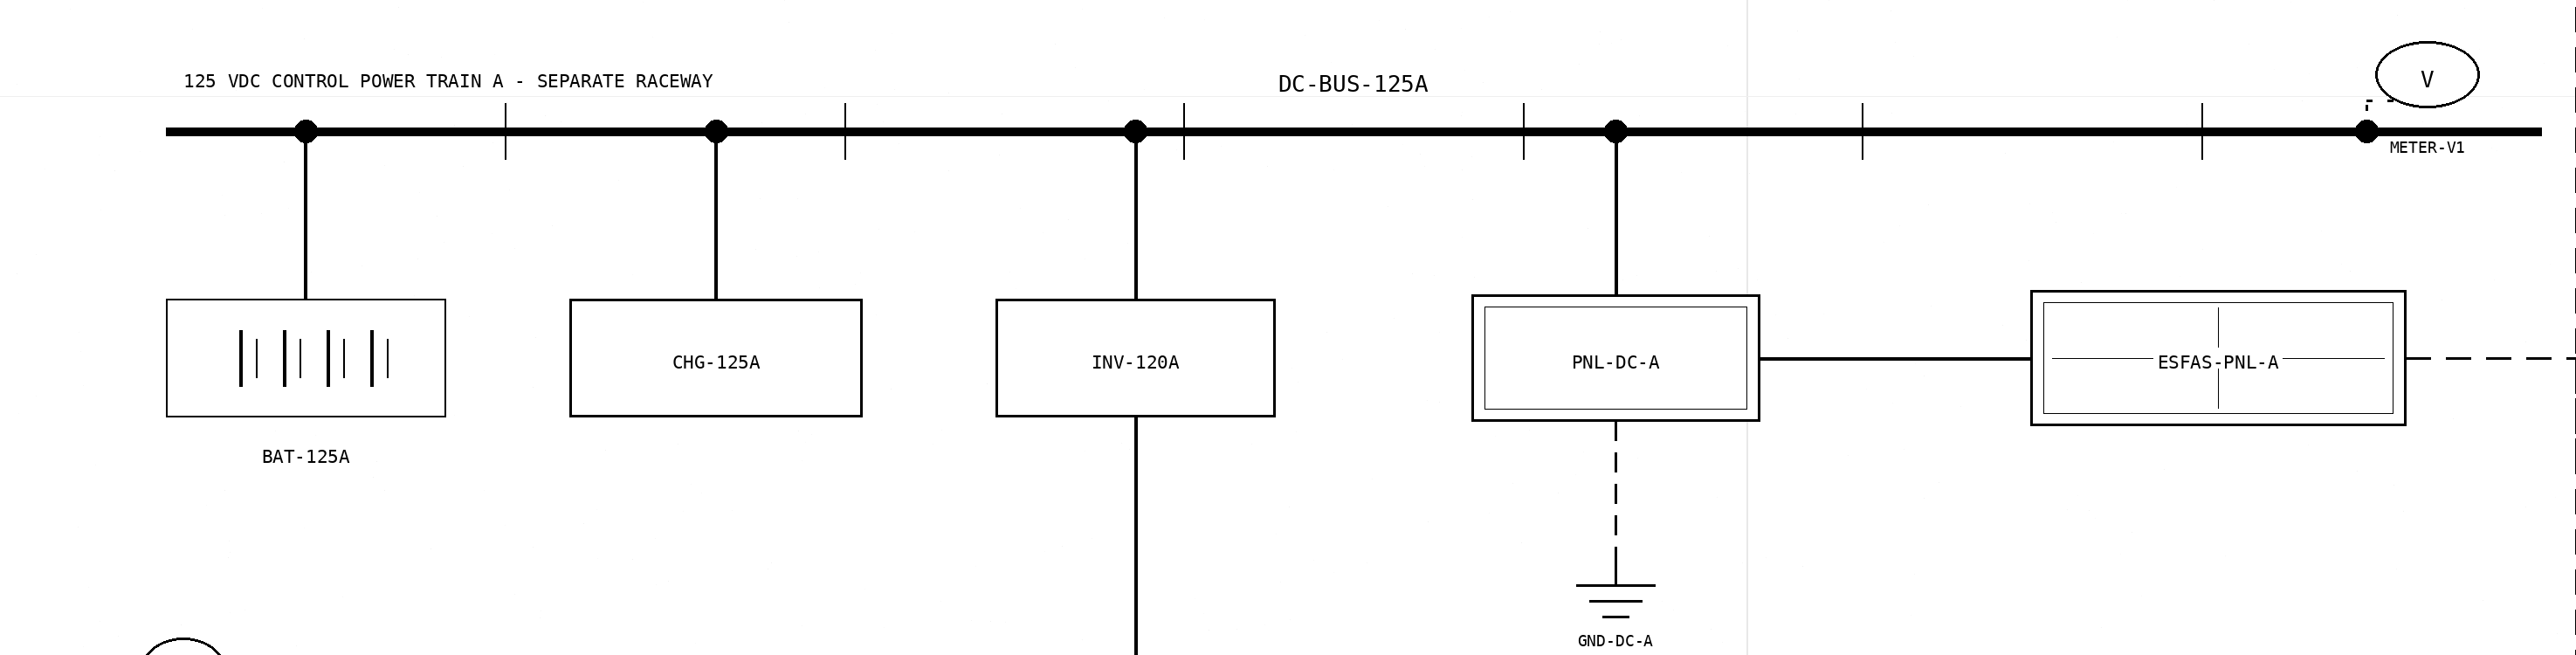 125 VDC CONTROL POWER TRAIN A - SEPARATE RACEWAY
DC-BUS-125A
V
METER-V1
CHG-125A
INV-120A
PNL-DC-A
ESFAS-PNL-A
BAT-125A
GND-DC-A